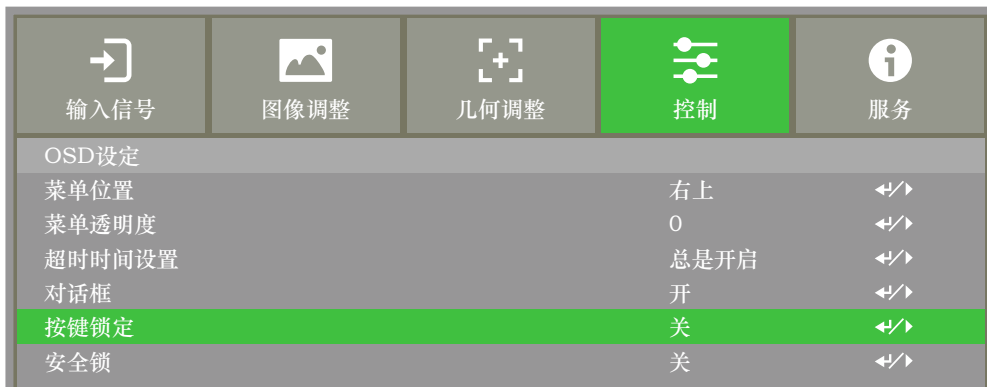 输入信号 图像调整 几何调整 控制 服务
OSD设定
菜单位置 右上
菜单透明度 0
超时时间设置 总是开启
对话框 开
按键锁定 关
安全锁 关